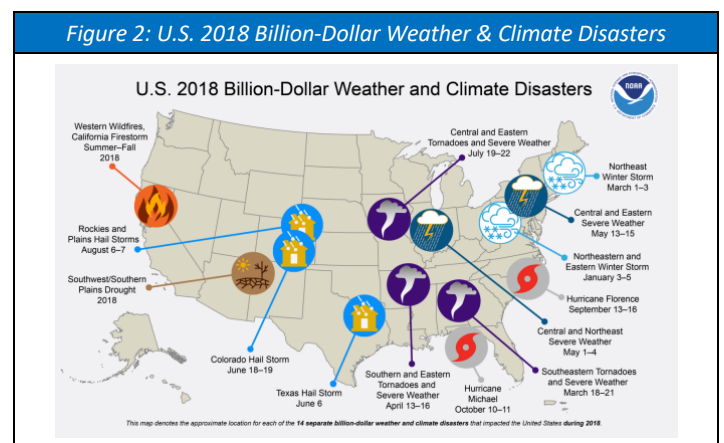 Figure 2: U.S. 2018 Billion-Dollar Weather & Climate Disasters
U.S. 2018 Billion-Dollar Weather and Climate Disasters
NOAA
Western Wildfires,
California Firestorm
Summer–Fall
2018
Central and Eastern
Tornadoes and Severe Weather
July 19–22
Northeast
Winter Storm
March 1–3
Central and Eastern
Severe Weather
May 13–15
Rockies and
Plains Hail Storms
August 6–7
Northeastern and
Eastern Winter Storm
January 3–5
Southwest/Southern
Plains Drought
2018
Hurricane Florence
September 13–16
Central and Northeast
Severe Weather
May 1–4
Colorado Hail Storm
June 18–19
Texas Hail Storm
June 6
Southern and Eastern
Tornadoes and
Severe Weather
April 13–16
Hurricane
Michael
October 10–11
Southeastern Tornadoes
and Severe Weather
March 18–21
This map denotes the approximate location for each of the 14 separate billion-dollar weather and climate disasters that impacted the United States during 2018.